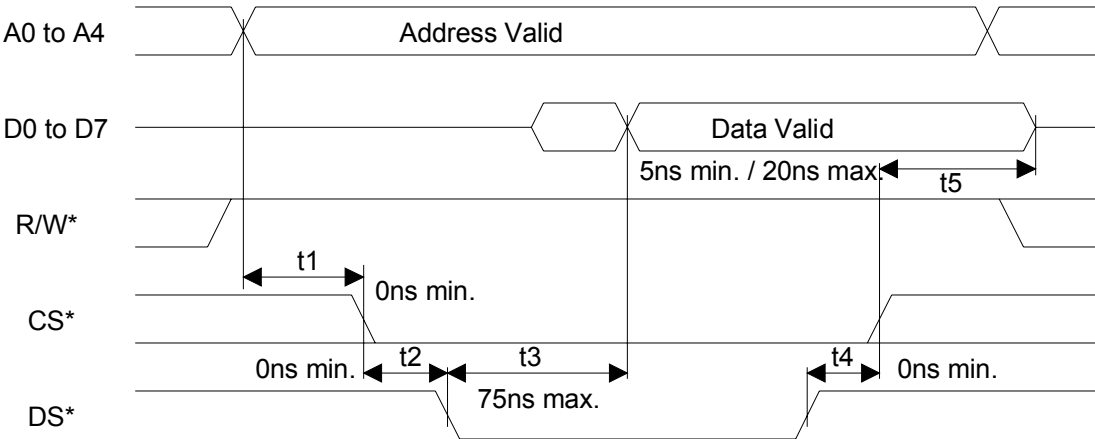 A0 to A4
Address Valid
D0 to D7
Data Valid
5ns min. / 20ns max.
t5
R/W*
t1
0ns min.
CS*
0ns min.
t2
t3
t4
0ns min.
75ns max.
DS*